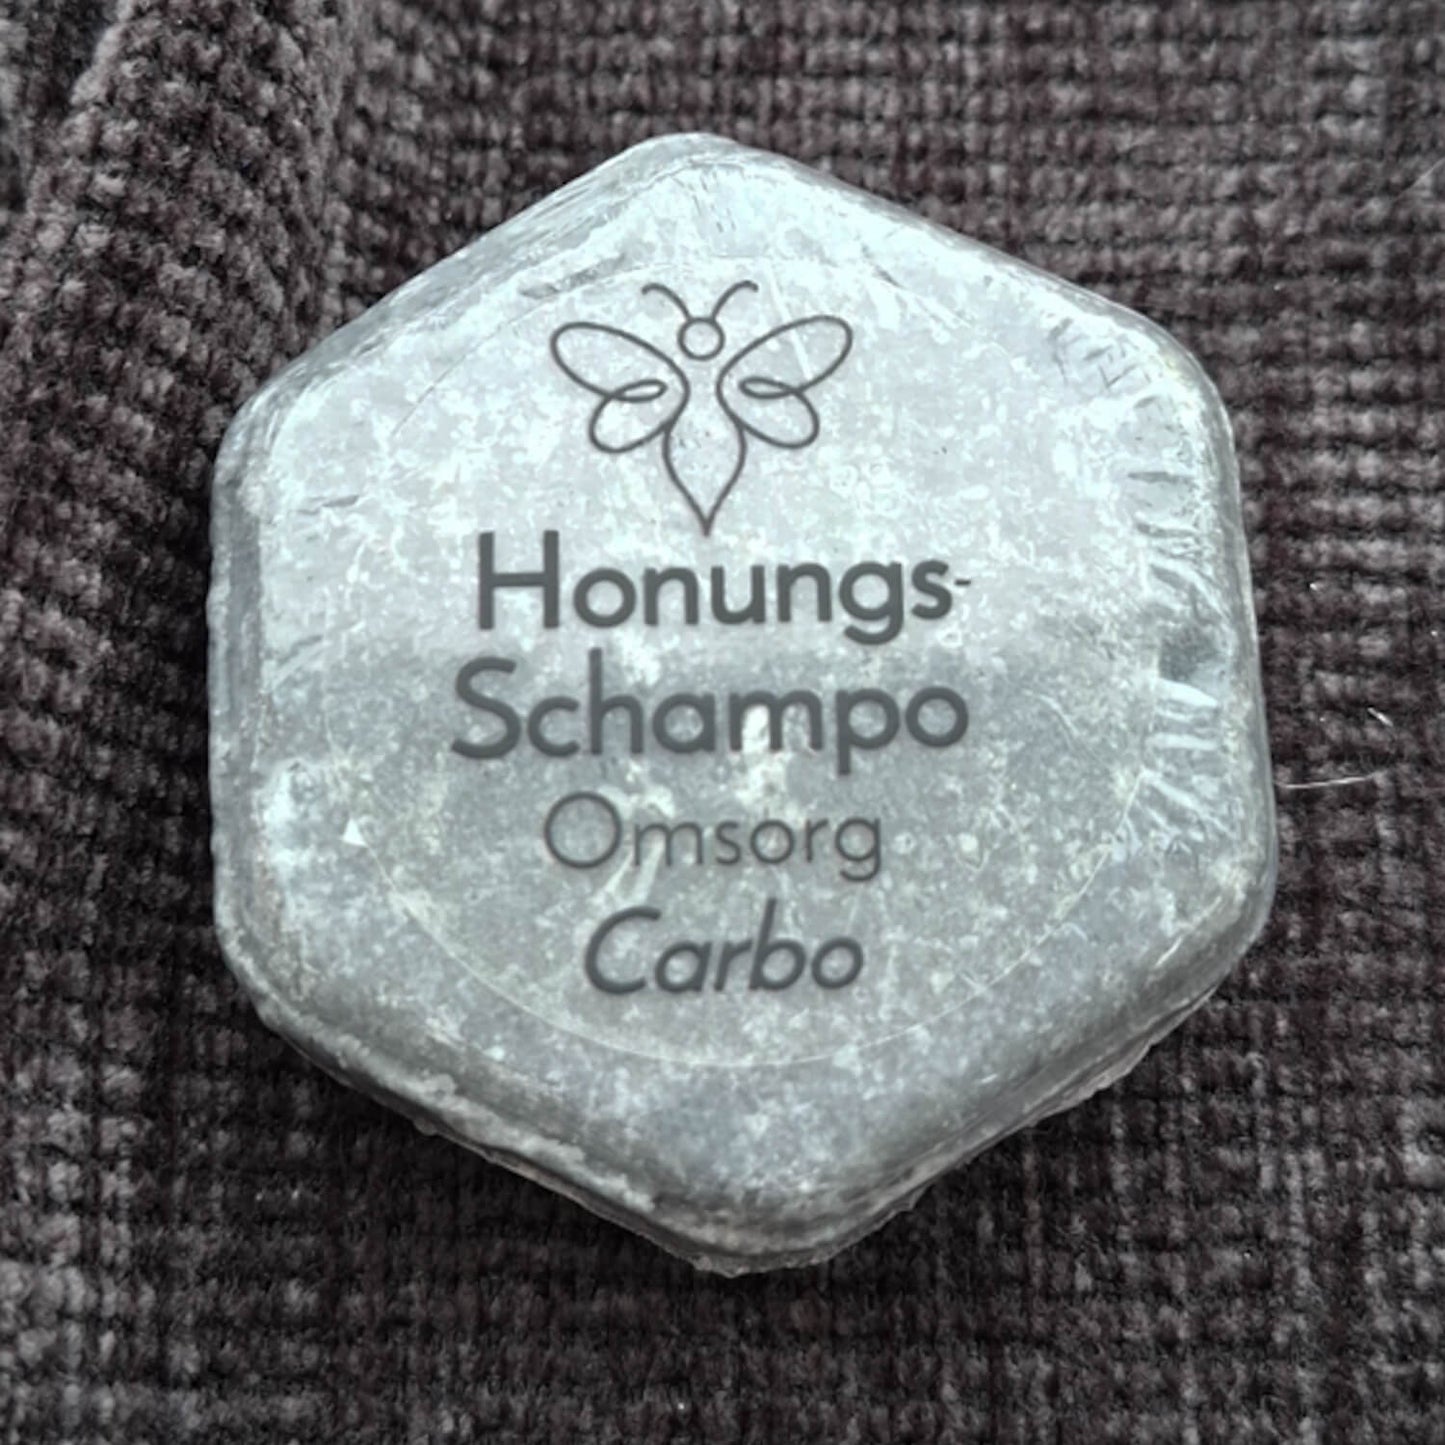 Honungs-
Schampo
Omsorg
Carbo